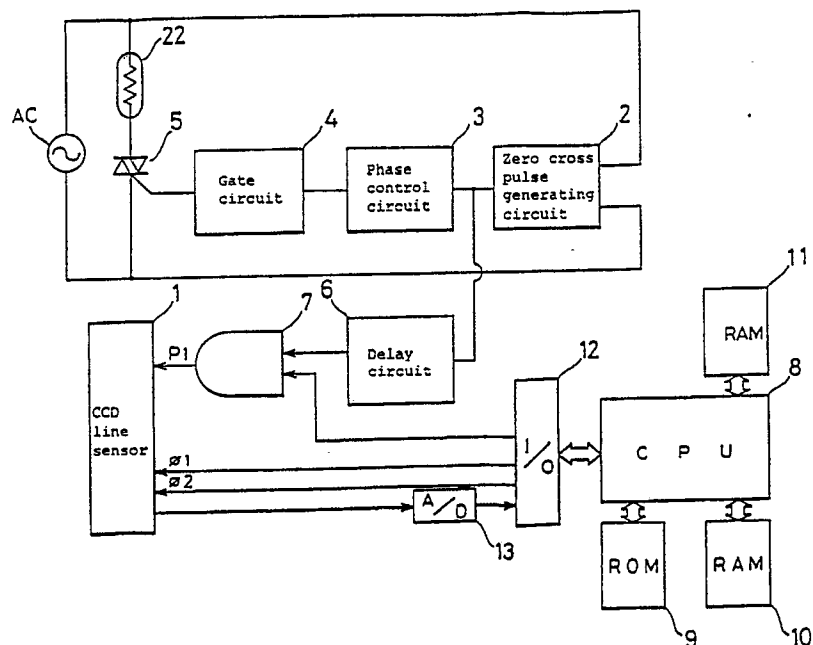 22
AC
5
4
3
2
Gate
circuit
Phase
control
circuit
Zero cross
pulse
generating
circuit
1
7
6
11
P1
Delay
circuit
12
RAM
8
CCD
line
sensor
I/O
C P U
ø1
ø2
A/D
13
ROM
RAM
9
10